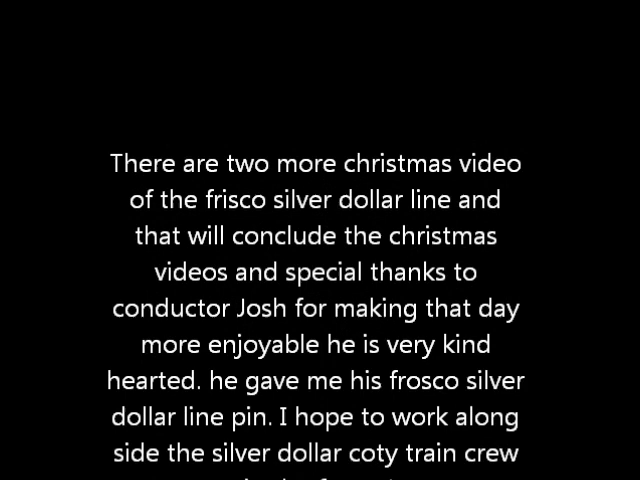 There are two more christmas video
of the frisco silver dollar line and
that will conclude the christmas
videos and special thanks to
conductor Josh for making that day
more enjoyable he is very kind
hearted. he gave me his frosco silver
dollar line pin. I hope to work along
side the silver dollar coty train crew